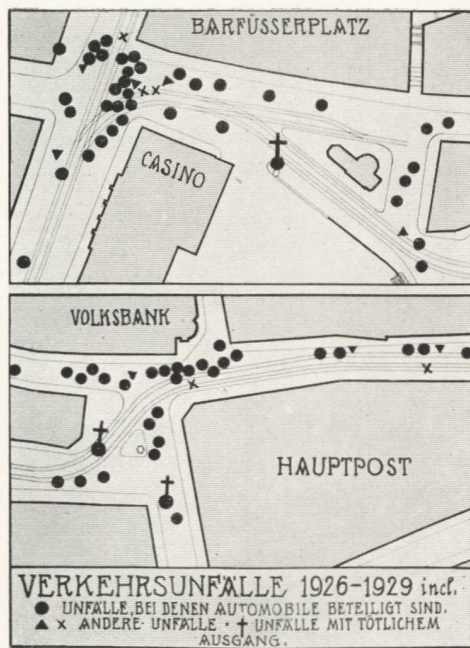 BARFÜSSERPLATZ
CASINO
VOLKSBANK
HAUPTPOST
VERKEHRSUNFÄLLE 1926-1929 incl.
● UNFÄLLE, BEI DENEN AUTOMOBILE BETEILIGT SIND.
▲ × ANDERE UNFÄLLE · ✝ UNFÄLLE MIT TÖTLICHEM
AUSGANG.